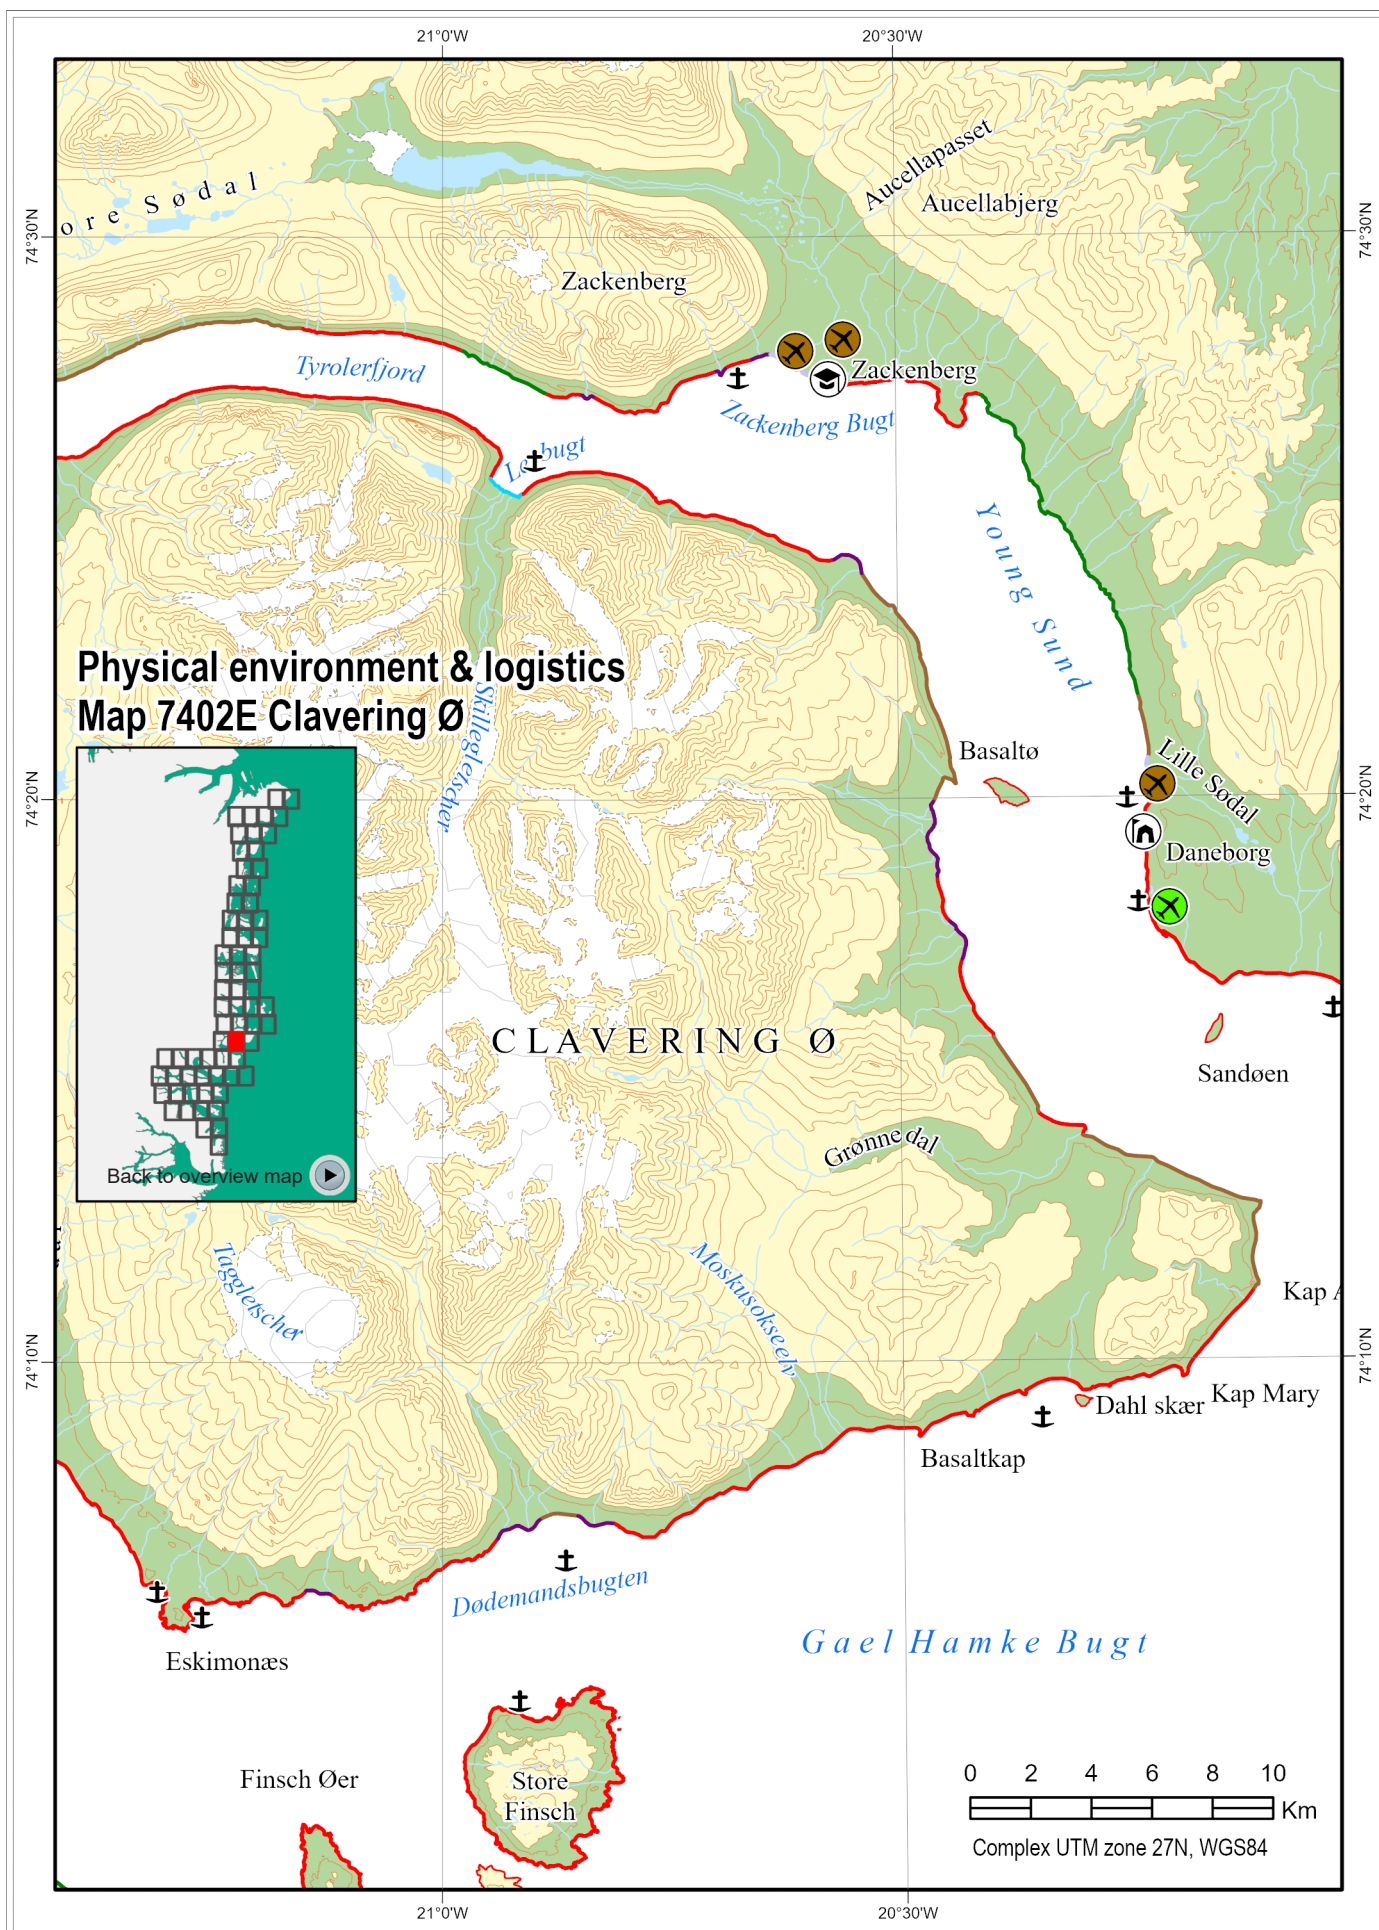 21°0'W
20°30'W
74°30'N
74°30'N
Aucellapasset
Aucellabjerg
ore Sødal
Zackenberg
Tyrolerfjord
Zackenberg
Zackenberg Bugt
Young Sund
Physical environment & logistics
Map 7402E Clavering Ø
Skillegletscher
Basaltø
Lille Sødal
74°20'N
74°20'N
Daneborg
CLAVERING Ø
Sandøen
Grønnedal
Back to overview map
Taggletscher
Moskusokseelv
Kap
74°10'N
74°10'N
Dahl skær
Kap Mary
Basaltkap
Dødemandsbugten
Gael Hamke Bugt
Eskimonæs
Finsch Øer
Store
Finsch
0 2 4 6 8 10
Km
Complex UTM zone 27N, WGS84
21°0'W
20°30'W